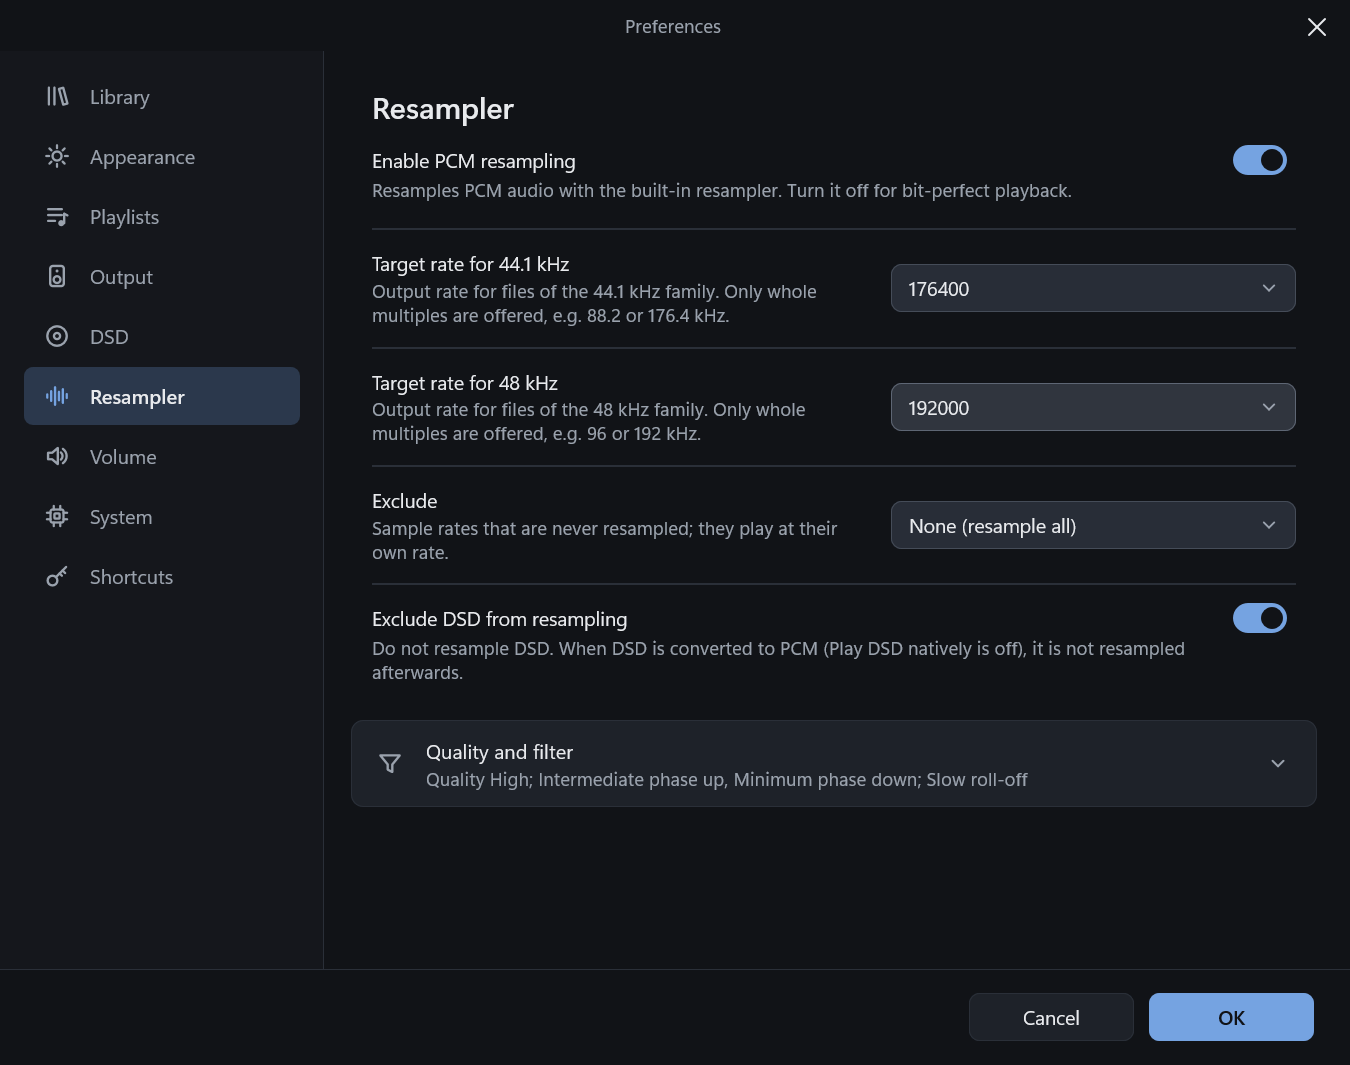 Preferences
Library
Appearance
Playlists
Output
DSD
Resampler
Volume
System
Shortcuts
Resampler
Enable PCM resampling
Resamples PCM audio with the built-in resampler. Turn it off for bit-perfect playback.
Target rate for 44.1 kHz
Output rate for files of the 44.1 kHz family. Only whole
multiples are offered, e.g. 88.2 or 176.4 kHz.
176400
Target rate for 48 kHz
Output rate for files of the 48 kHz family. Only whole
multiples are offered, e.g. 96 or 192 kHz.
192000
Exclude
Sample rates that are never resampled; they play at their
own rate.
None (resample all)
Exclude DSD from resampling
Do not resample DSD. When DSD is converted to PCM (Play DSD natively is off), it is not resampled
afterwards.
Quality and filter
Quality High; Intermediate phase up, Minimum phase down; Slow roll-off
Cancel
OK